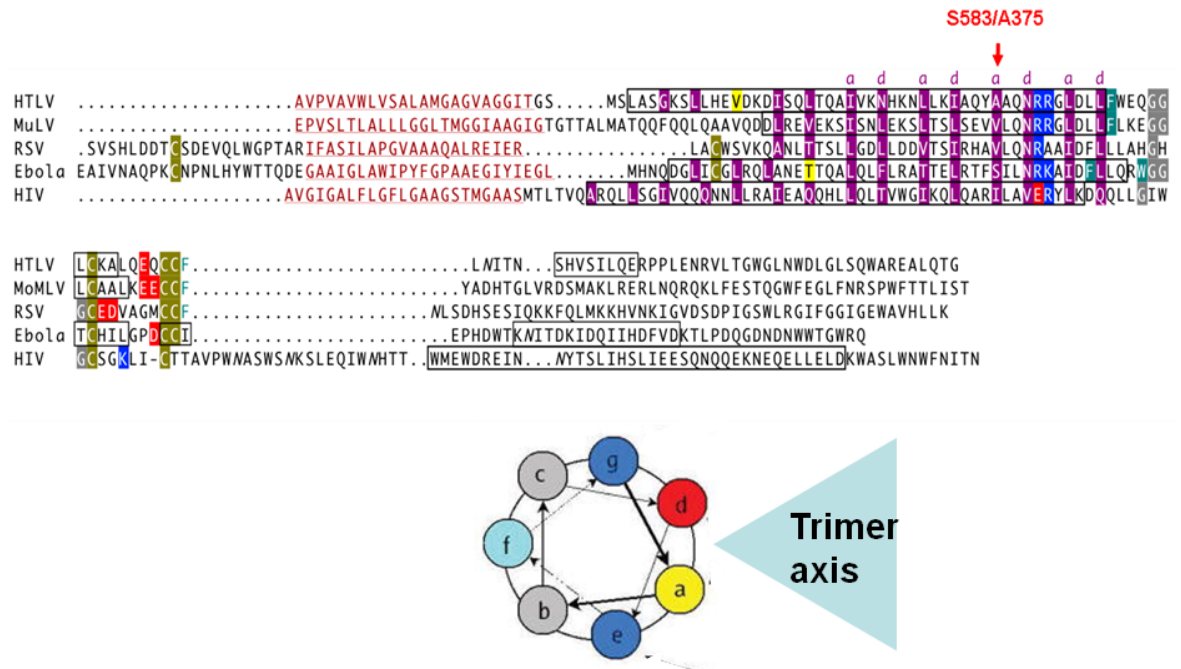 S583/A375
a d a d a d a d
HTLV .....................AVPVAVWLVSALAMGAGVAGGITGS.....MSLASGKSLLHEVDKDISQLTQAIVKNHKNLLKIAQYAAQNRRGLDLLFWEQGG
MuLV .....................EPVSLTLALLLGGLTMGGIAAGIGTGTTALMATQQFQQLQAAVQDDLREVEKSISNLEKSLTSLSEVVLQNRRGLDLLFLKEGG
RSV .SVSHLDDTCSDEVQLWGPTARIFASILAPGVAAAQALREIER................LACWSVKQANLTTSLLGDLLDDVTSIRHAVLQNRAAIDFLLLAHGH
Ebola EAIVNAQPKCNPNLHYWTTQDEGAAIGLAWIPYFGPAAEGIYIEGL.......MHNQDGLICGLRQLANETTQALQLFLRATTELRTFSILNRKAIDFLLQRWGG
HIV ....................AVGIGALFLGFLGAAGSTMGAASMTLTVQARQLLSGIVQQQNNLLRAIEAQQHLLQLTVWGIKQLQARILAVERYLKDQQLLGIW
HTLV LCKALQEQCCF...........................LNITN...SHVSILQERPPLENRVLTGWGLNWDLGLSQWAREALQTG
MoMLV LCAALKEECCF..........................YADHTGLVRDSMAKLRERLNQRQKLFESTQGWFEGLFNRSPWFTTLIST
RSV GCEDVAGMCCF.......................NLSDHSESIQKKFQLMKKHVNKIGVDSDPIGSWLRGIFGGIGEWAVHLLK
Ebola TCHILGPDCCI.........................EPHDWTKNITDKIDQIIHDFVDKTLPDQGDNDNWWTGWRQ
HIV GCSGKLI-CTTAVPWNASWSNKSLEQIWNHTT..WMEWDREIN...NYTSLIHSLIEESQNQQEKNEQELLELDKWASLWNWFNITN
c
g
d
f
a
b
e
Trimer
axis